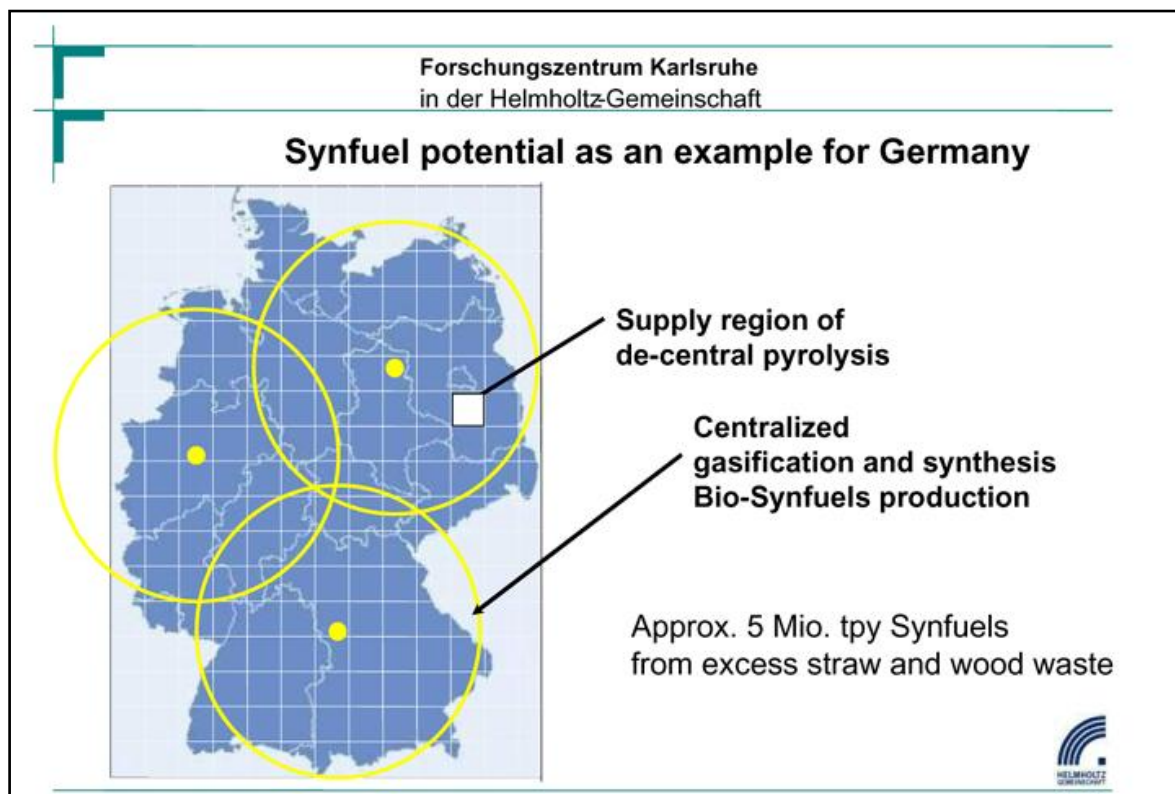 Forschungszentrum Karlsruhe
in der Helmholtz-Gemeinschaft
Synfuel potential as an example for Germany
Supply region of
de-central pyrolysis
Centralized
gasification and synthesis
Bio-Synfuels production
Approx. 5 Mio. tpy Synfuels
from excess straw and wood waste
HELMHOLTZ
GEMEINSCHAFT